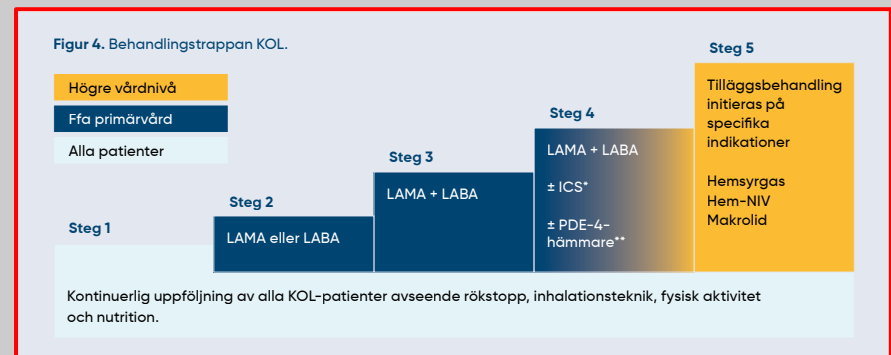 Figur 4. Behandlingstrappan KOL.
Högre vårdnivå
Ffa primärvård
Alla patienter
Steg 1
Steg 2
LAMA eller LABA
Steg 3
LAMA + LABA
Steg 4
LAMA + LABA
± ICS*
± PDE-4-
hämmare**
Steg 5
Tilläggsbehandling
initieras på
specifika
indikationer
Hemsyrgas
Hem-NIV
Makrolid
Kontinuerlig uppföljning av alla KOL-patienter avseende rökstopp, inhalationsteknik, fysisk aktivitet
och nutrition.